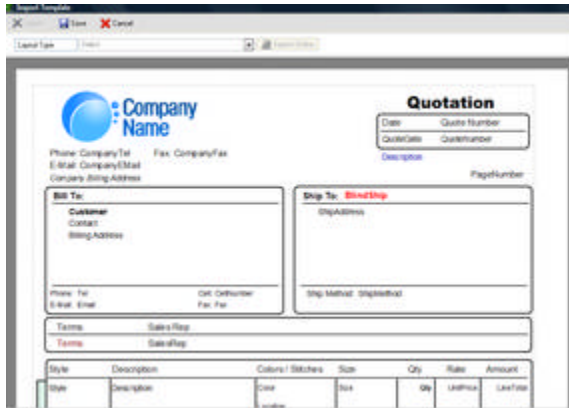 Import Template
Save Cancel
Layout Type
Company
Name
Quotation
Date Quote Number
QuoteDate QuoteNumber
Description
Phone: CompanyTel Fax: CompanyFax
E-Mail: CompanyEMail
Company Billing Address
PageNumber
Bill To:
Customer
Contact
Billing Address
Phone: Tel Cell: CellNumber
E-Mail: Email Fax: Fax
Ship To: BlindShip
ShipAddress
Ship Method: ShipMethod
Terms Sales Rep
Terms SalesRep
Style Description Colors / Stitches Size Qty Rate Amount
Style Description Color Size Qty UnitPrice LineTotal
Location